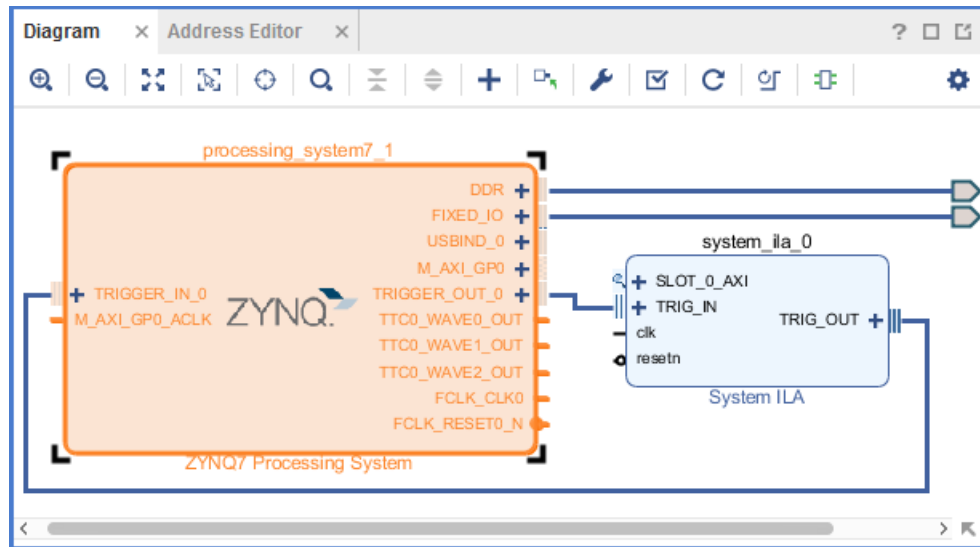 Diagram × Address Editor ×
?
processing_system7_1
DDR
FIXED_IO
USBIND_0
M_AXI_GP0
TRIGGER_IN_0
TRIGGER_OUT_0
M_AXI_GP0_ACLK
ZYNQ.
TTC0_WAVE0_OUT
TTC0_WAVE1_OUT
TTC0_WAVE2_OUT
FCLK_CLK0
FCLK_RESET0_N
ZYNQ7 Processing System
system_ila_0
SLOT_0_AXI
TRIG_IN
TRIG_OUT
clk
resetn
System ILA